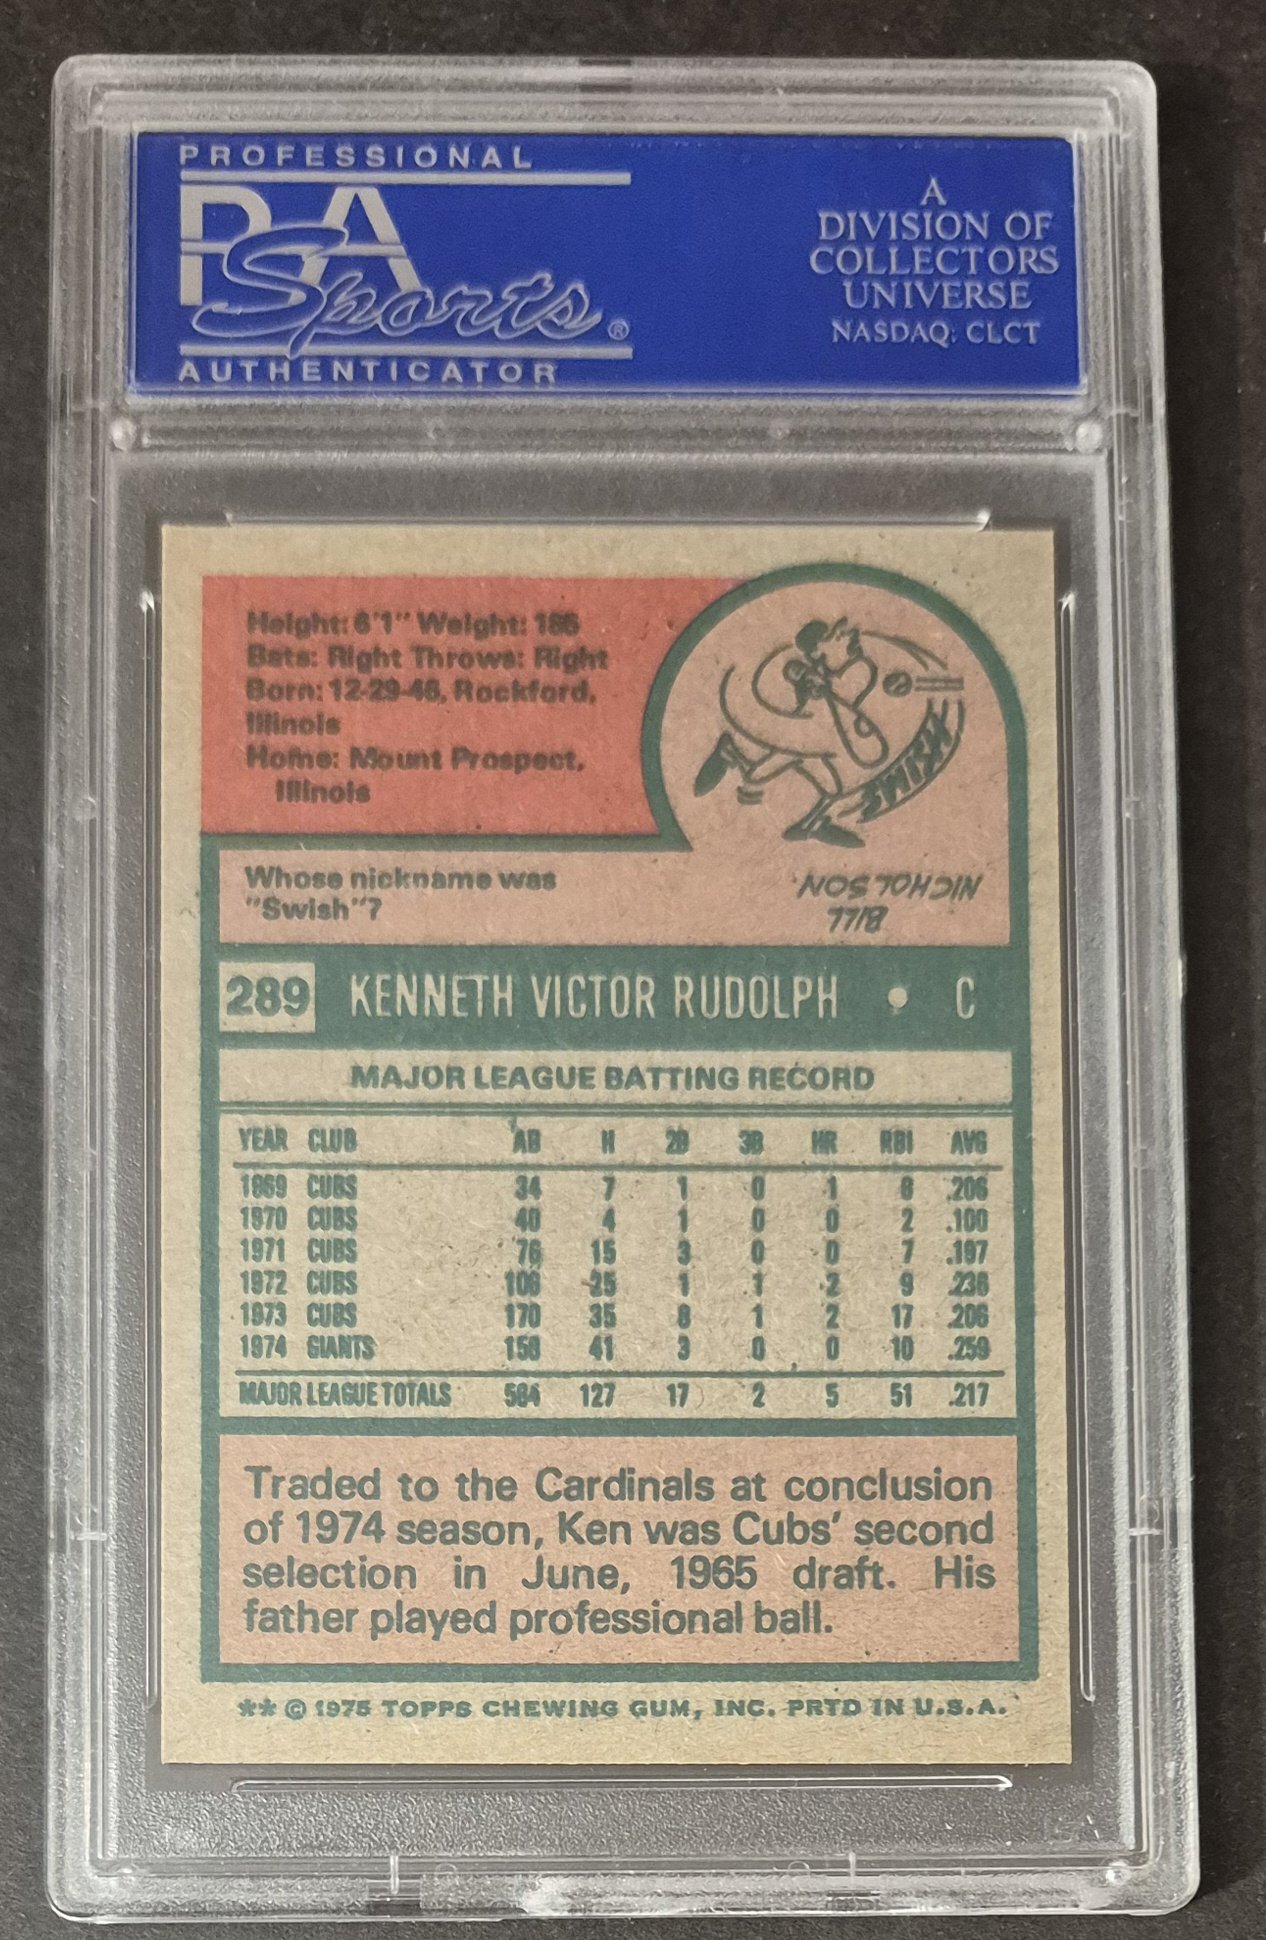 PROFESSIONAL
PSA
Sports®
AUTHENTICATOR
A
DIVISION OF
COLLECTORS
UNIVERSE
NASDAQ: CLCT
Height: 6'1" Weight: 185
Bats: Right Throws: Right
Born: 12-29-46, Rockford,
Illinois
Home: Mount Prospect,
Illinois
Whose nickname was
"Swish"?
BILL
NICHOLSON
289 KENNETH VICTOR RUDOLPH • C
MAJOR LEAGUE BATTING RECORD
YEAR CLUB AB H 2B 3B HR RBI AVG
1969 CUBS 34 7 1 0 1 6 .206
1970 CUBS 40 4 1 0 0 2 .100
1971 CUBS 76 15 3 0 0 7 .197
1972 CUBS 106 25 1 1 2 9 .236
1973 CUBS 170 35 8 1 2 17 .206
1974 GIANTS 158 41 3 0 0 10 .259
MAJOR LEAGUE TOTALS 584 127 17 2 5 51 .217
Traded to the Cardinals at conclusion
of 1974 season, Ken was Cubs' second
selection in June, 1965 draft. His
father played professional ball.
** © 1975 TOPPS CHEWING GUM, INC. PRTD IN U.S.A.